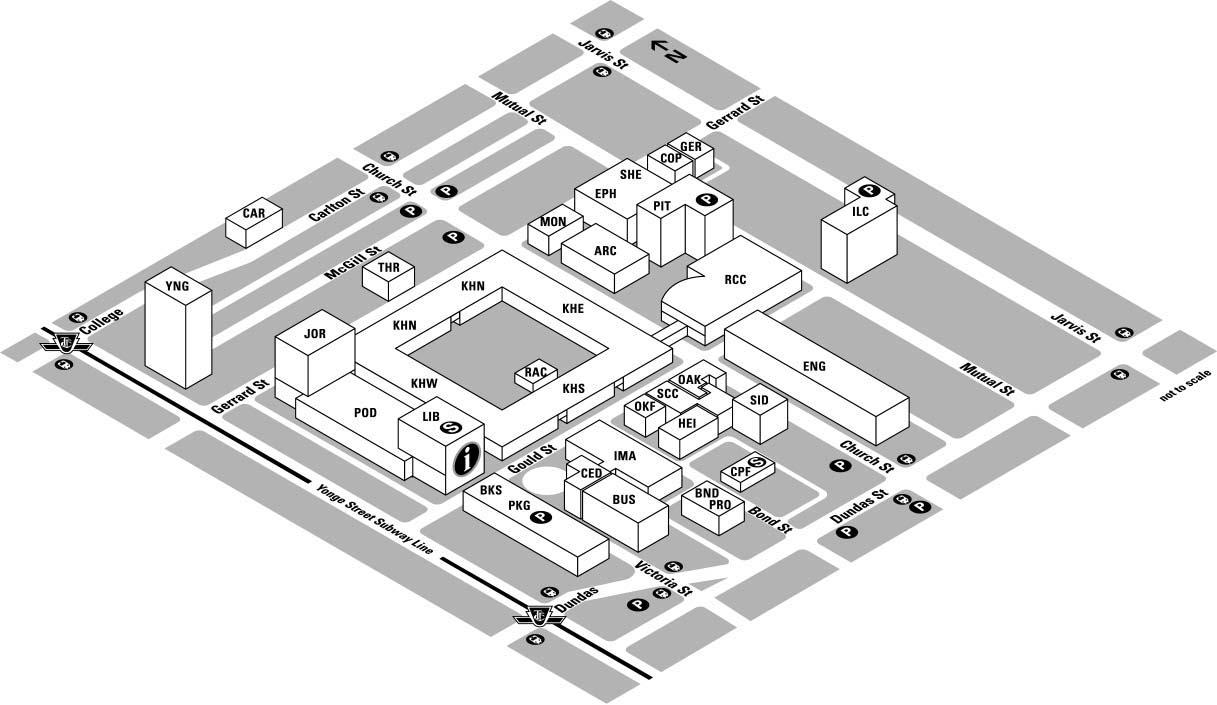 Jarvis St
N
Mutual St
Gerrard St
GER
COP
Church St
SHE
EPH
PIT
P
P
P
Carlton St
P
CAR
MON
ILC
ARC
P
McGill St
THR
RCC
YNG
KHN
KHE
College
KHN
JOR
Jarvis St
ENG
RAC
KHW
KHS
OAK
Mutual St
not to scale
SCC
Gerrard St
POD
OKF
SID
LIB
S
HEI
i
Gould St
IMA
Church St
CED
CPF
S
P
BKS
PKG
P
BUS
BND
PRO
Bond St
Dundas St
P
P
Yonge Street Subway Line
Victoria St
Dundas
P